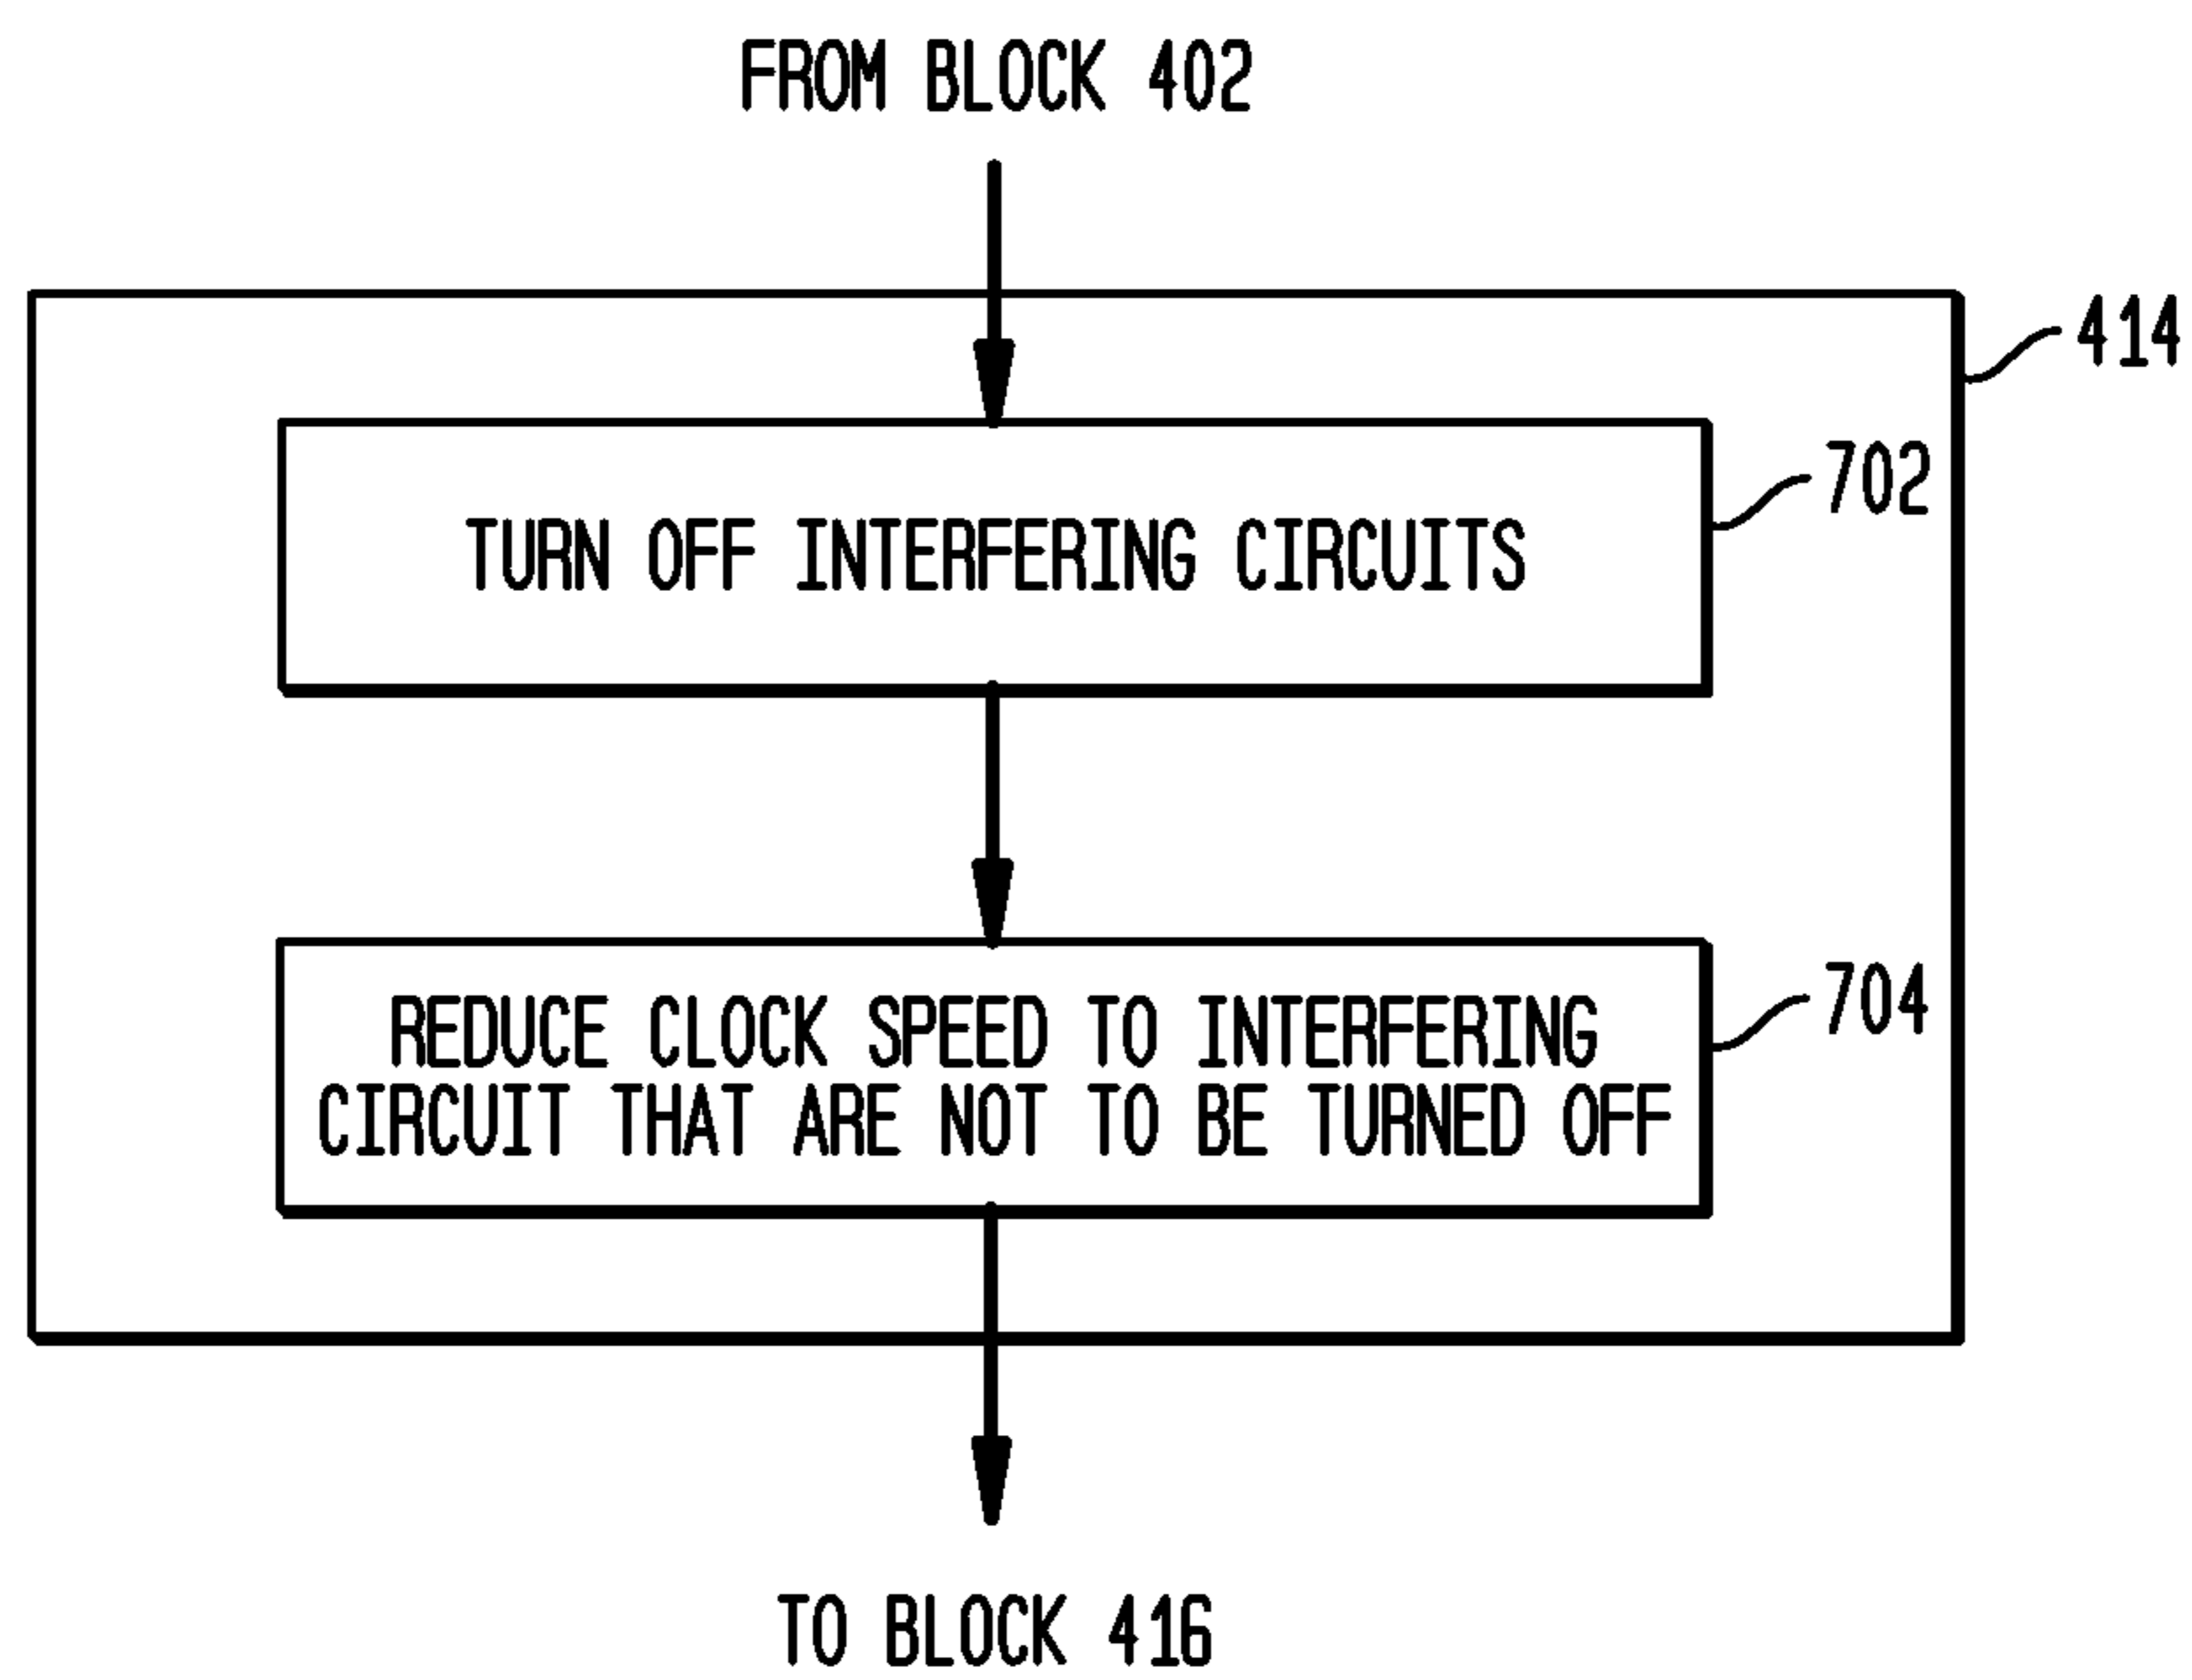 FROM BLOCK 402
414
702
TURN OFF INTERFERING CIRCUITS
704
REDUCE CLOCK SPEED TO INTERFERING
CIRCUIT THAT ARE NOT TO BE TURNED OFF
TO BLOCK 416